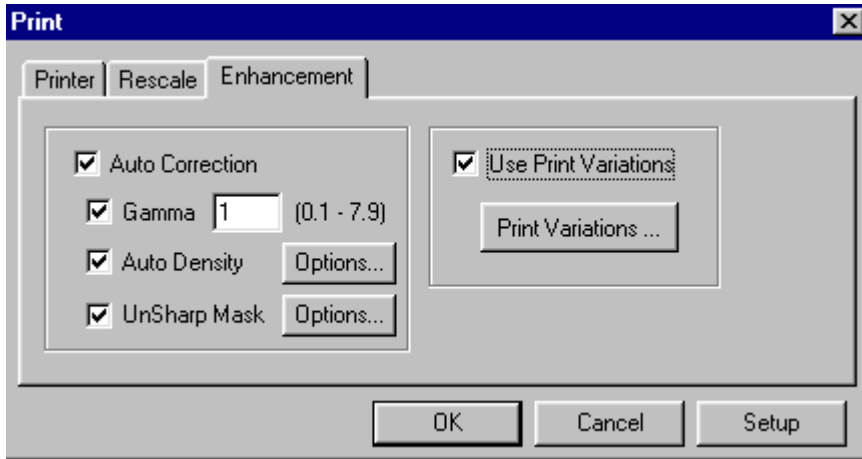 Print
Printer Rescale Enhancement
Auto Correction
Gamma 1 (0.1 - 7.9)
Auto Density Options...
UnSharp Mask Options...
Use Print Variations
Print Variations ...
OK Cancel Setup